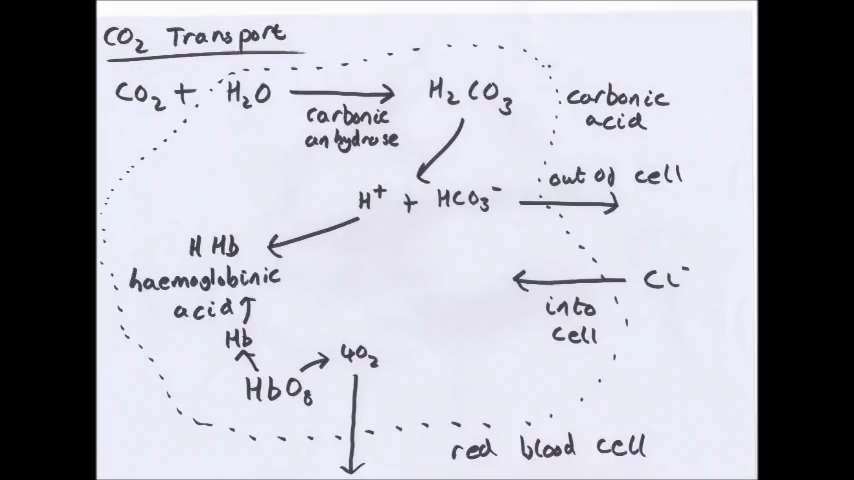 CO2 Transport
CO2 + H2O → H2CO3
carbonic anhydrase
carbonic acid
H+ + HCO3-
out of cell
H Hb
haemoglobinic acid
Cl-
into cell
Hb
4O2
HbO8
red blood cell